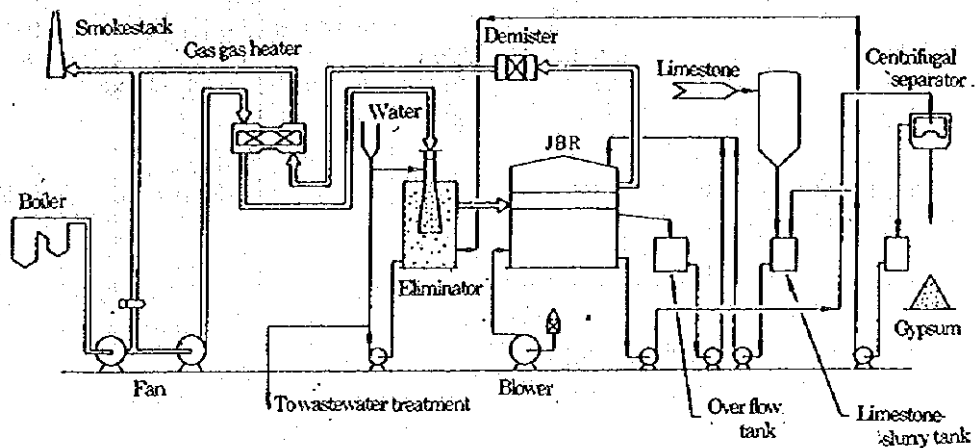 Smokestack
Gas gas heater
Demister
Limestone
Centrifugal
separator
Water
JBR
Boiler
Eliminator
Gypsum
Fan
To wastewater treatment
Blower
Over flow
tank
Limestone-
slurry tank